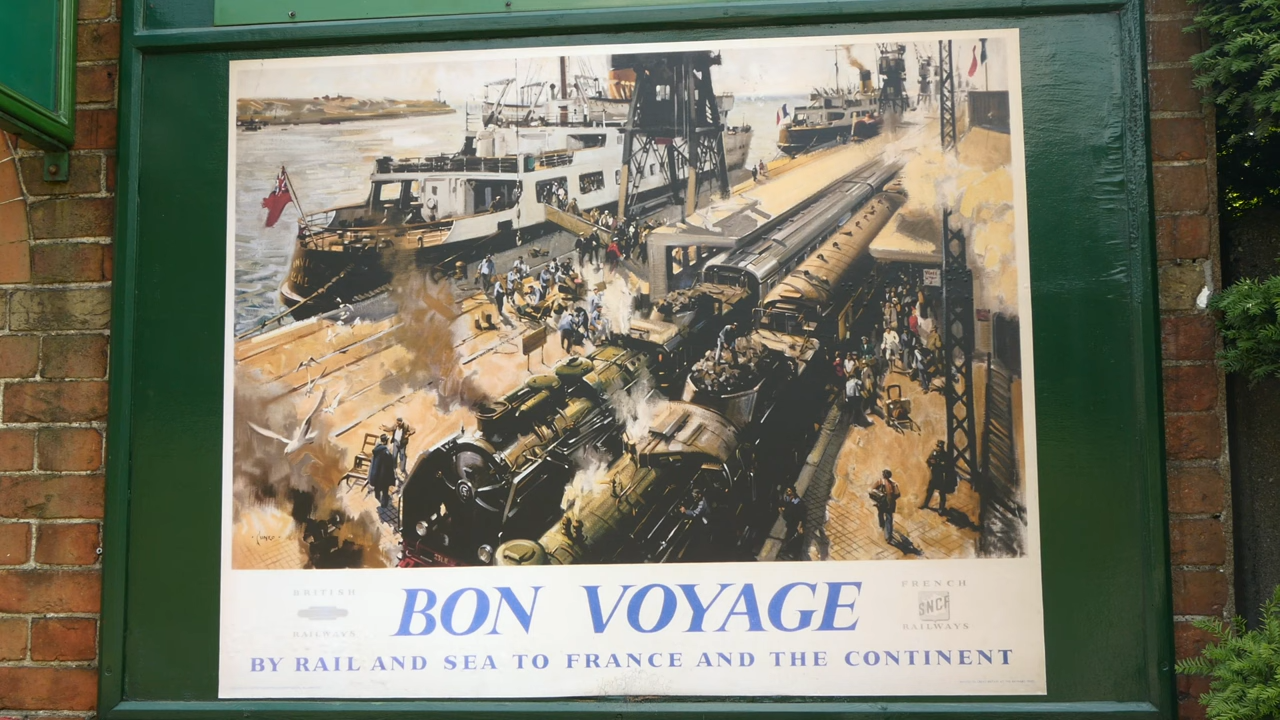 BRITISH
RAILWAYS
BON VOYAGE
FRENCH
SNCF
RAILWAYS
BY RAIL AND SEA TO FRANCE AND THE CONTINENT